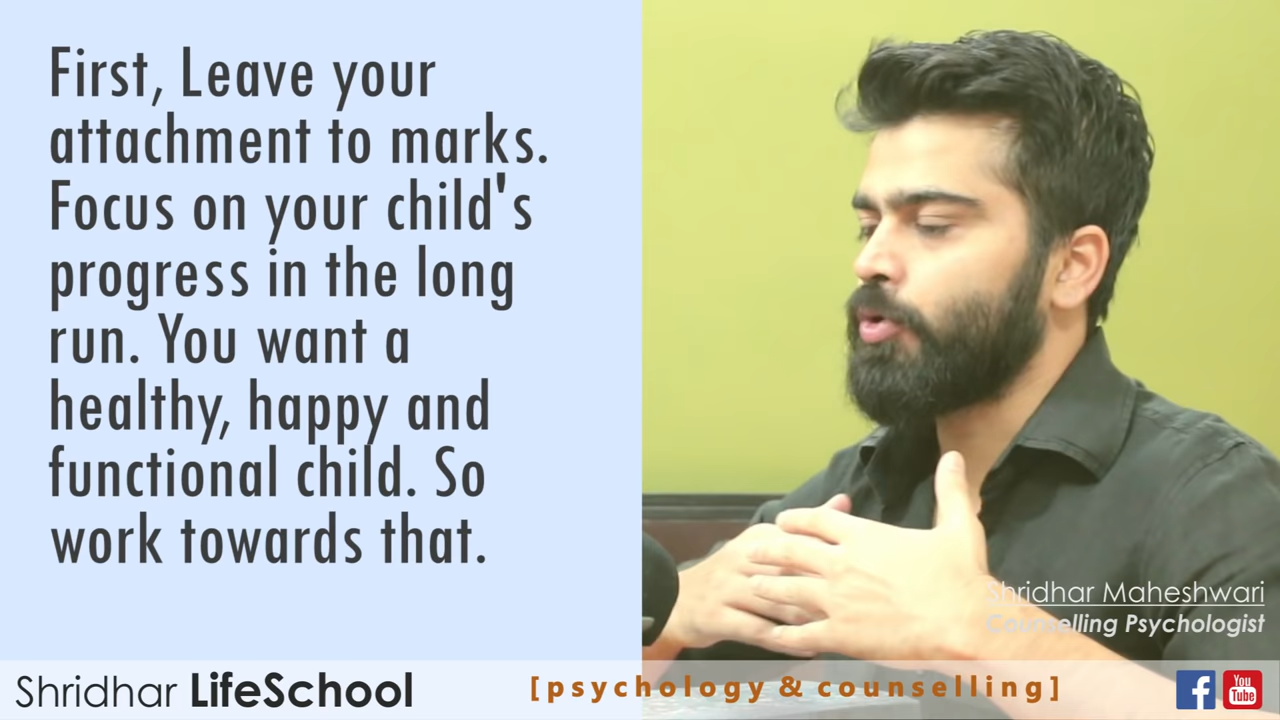 First, Leave your
attachment to marks.
Focus on your child's
progress in the long
run. You want a
healthy, happy and
functional child. So
work towards that.
Shridhar Maheshwari
Counselling Psychologist
Shridhar LifeSchool
[psychology & counselling]
f
You
Tube